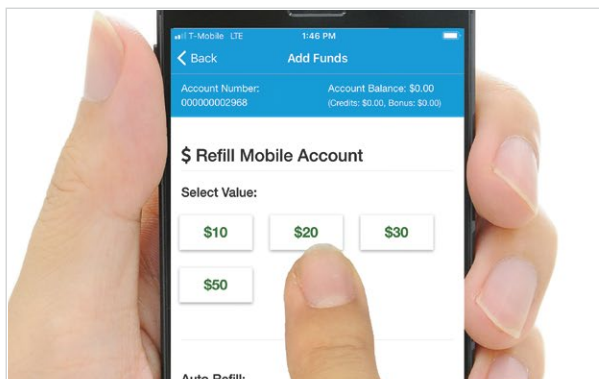 T-Mobile LTE 1:46 PM
Back Add Funds
Account Number: Account Balance: $0.00
000000002968 (Credits: $0.00, Bonus: $0.00)
$ Refill Mobile Account
Select Value:
$10 $20 $30
$50
Auto Refill: